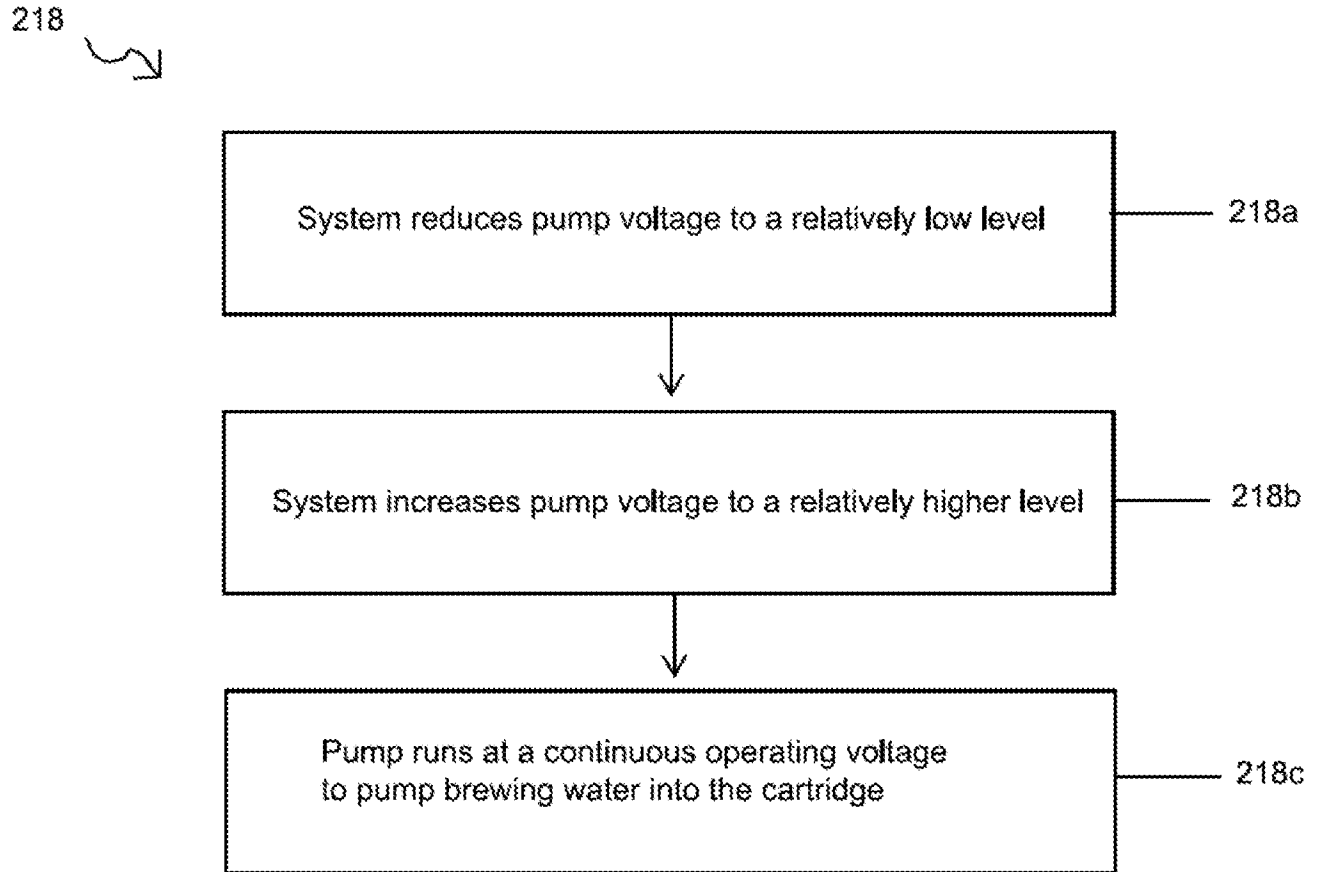 218
System reduces pump voltage to a relatively low level
218a
System increases pump voltage to a relatively higher level
218b
Pump runs at a continuous operating voltage
to pump brewing water into the cartridge
218c